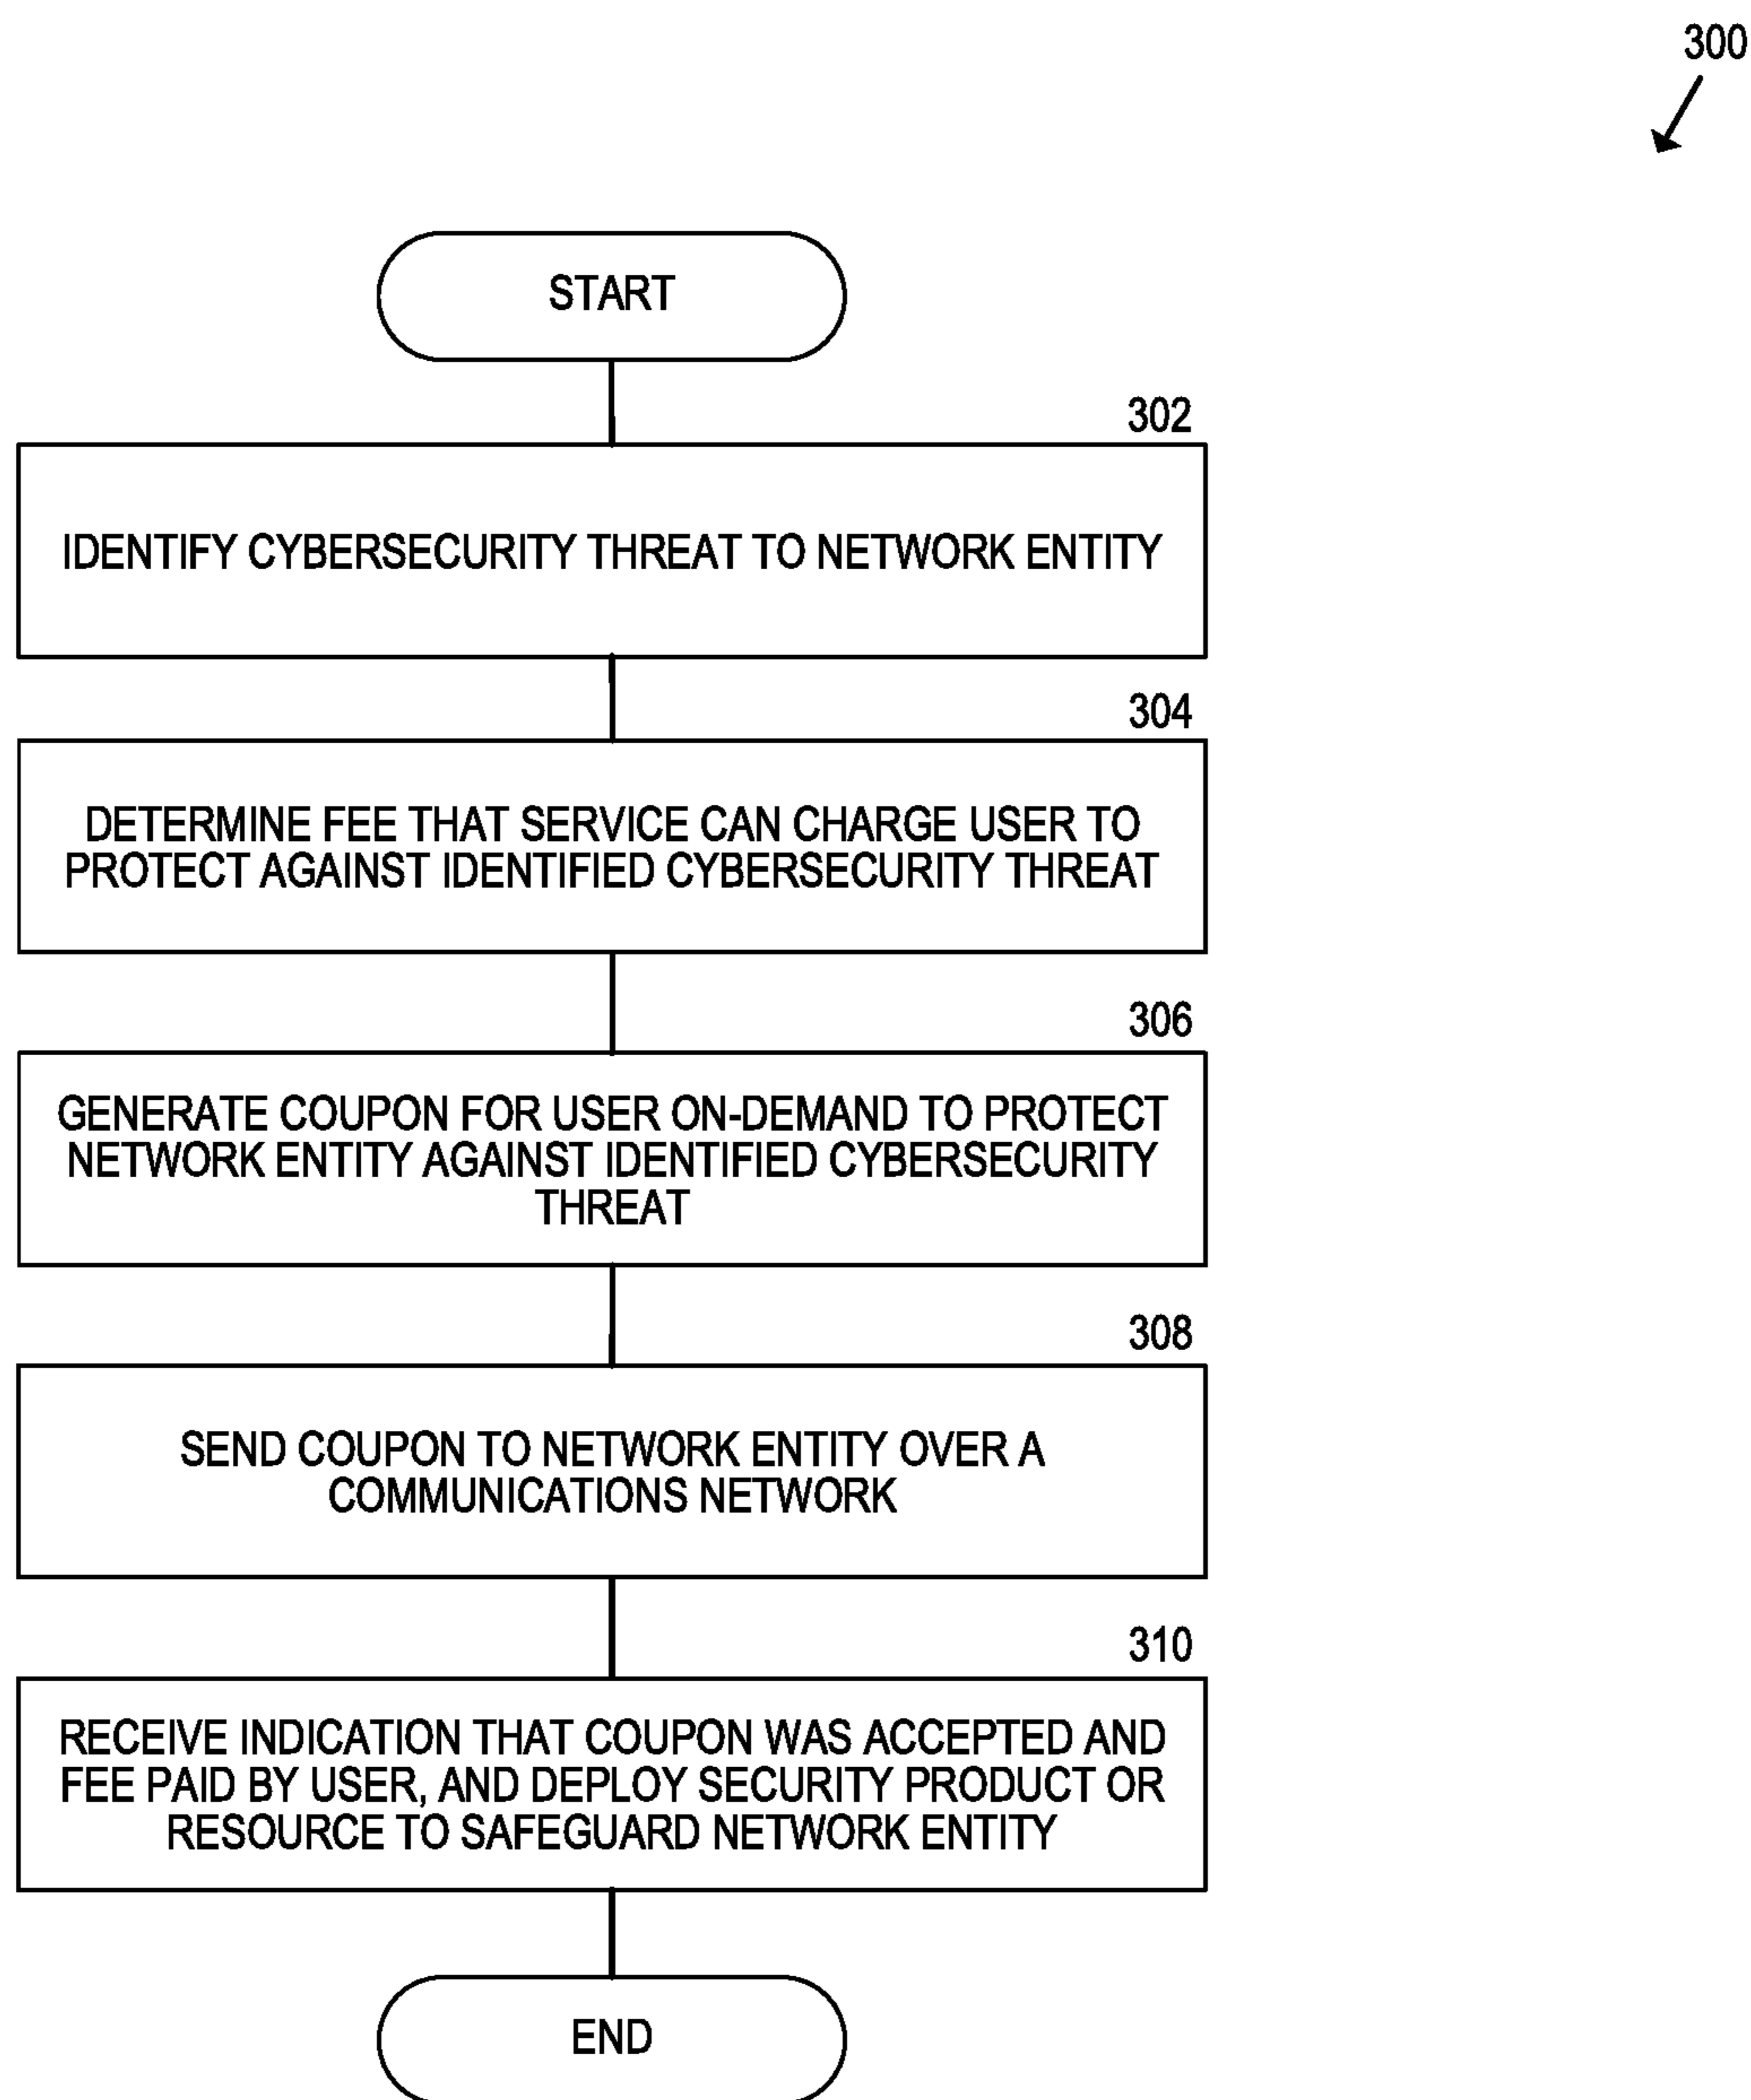 300
START
302
IDENTIFY CYBERSECURITY THREAT TO NETWORK ENTITY
304
DETERMINE FEE THAT SERVICE CAN CHARGE USER TO
PROTECT AGAINST IDENTIFIED CYBERSECURITY THREAT
306
GENERATE COUPON FOR USER ON-DEMAND TO PROTECT
NETWORK ENTITY AGAINST IDENTIFIED CYBERSECURITY
THREAT
308
SEND COUPON TO NETWORK ENTITY OVER A
COMMUNICATIONS NETWORK
310
RECEIVE INDICATION THAT COUPON WAS ACCEPTED AND
FEE PAID BY USER, AND DEPLOY SECURITY PRODUCT OR
RESOURCE TO SAFEGUARD NETWORK ENTITY
END